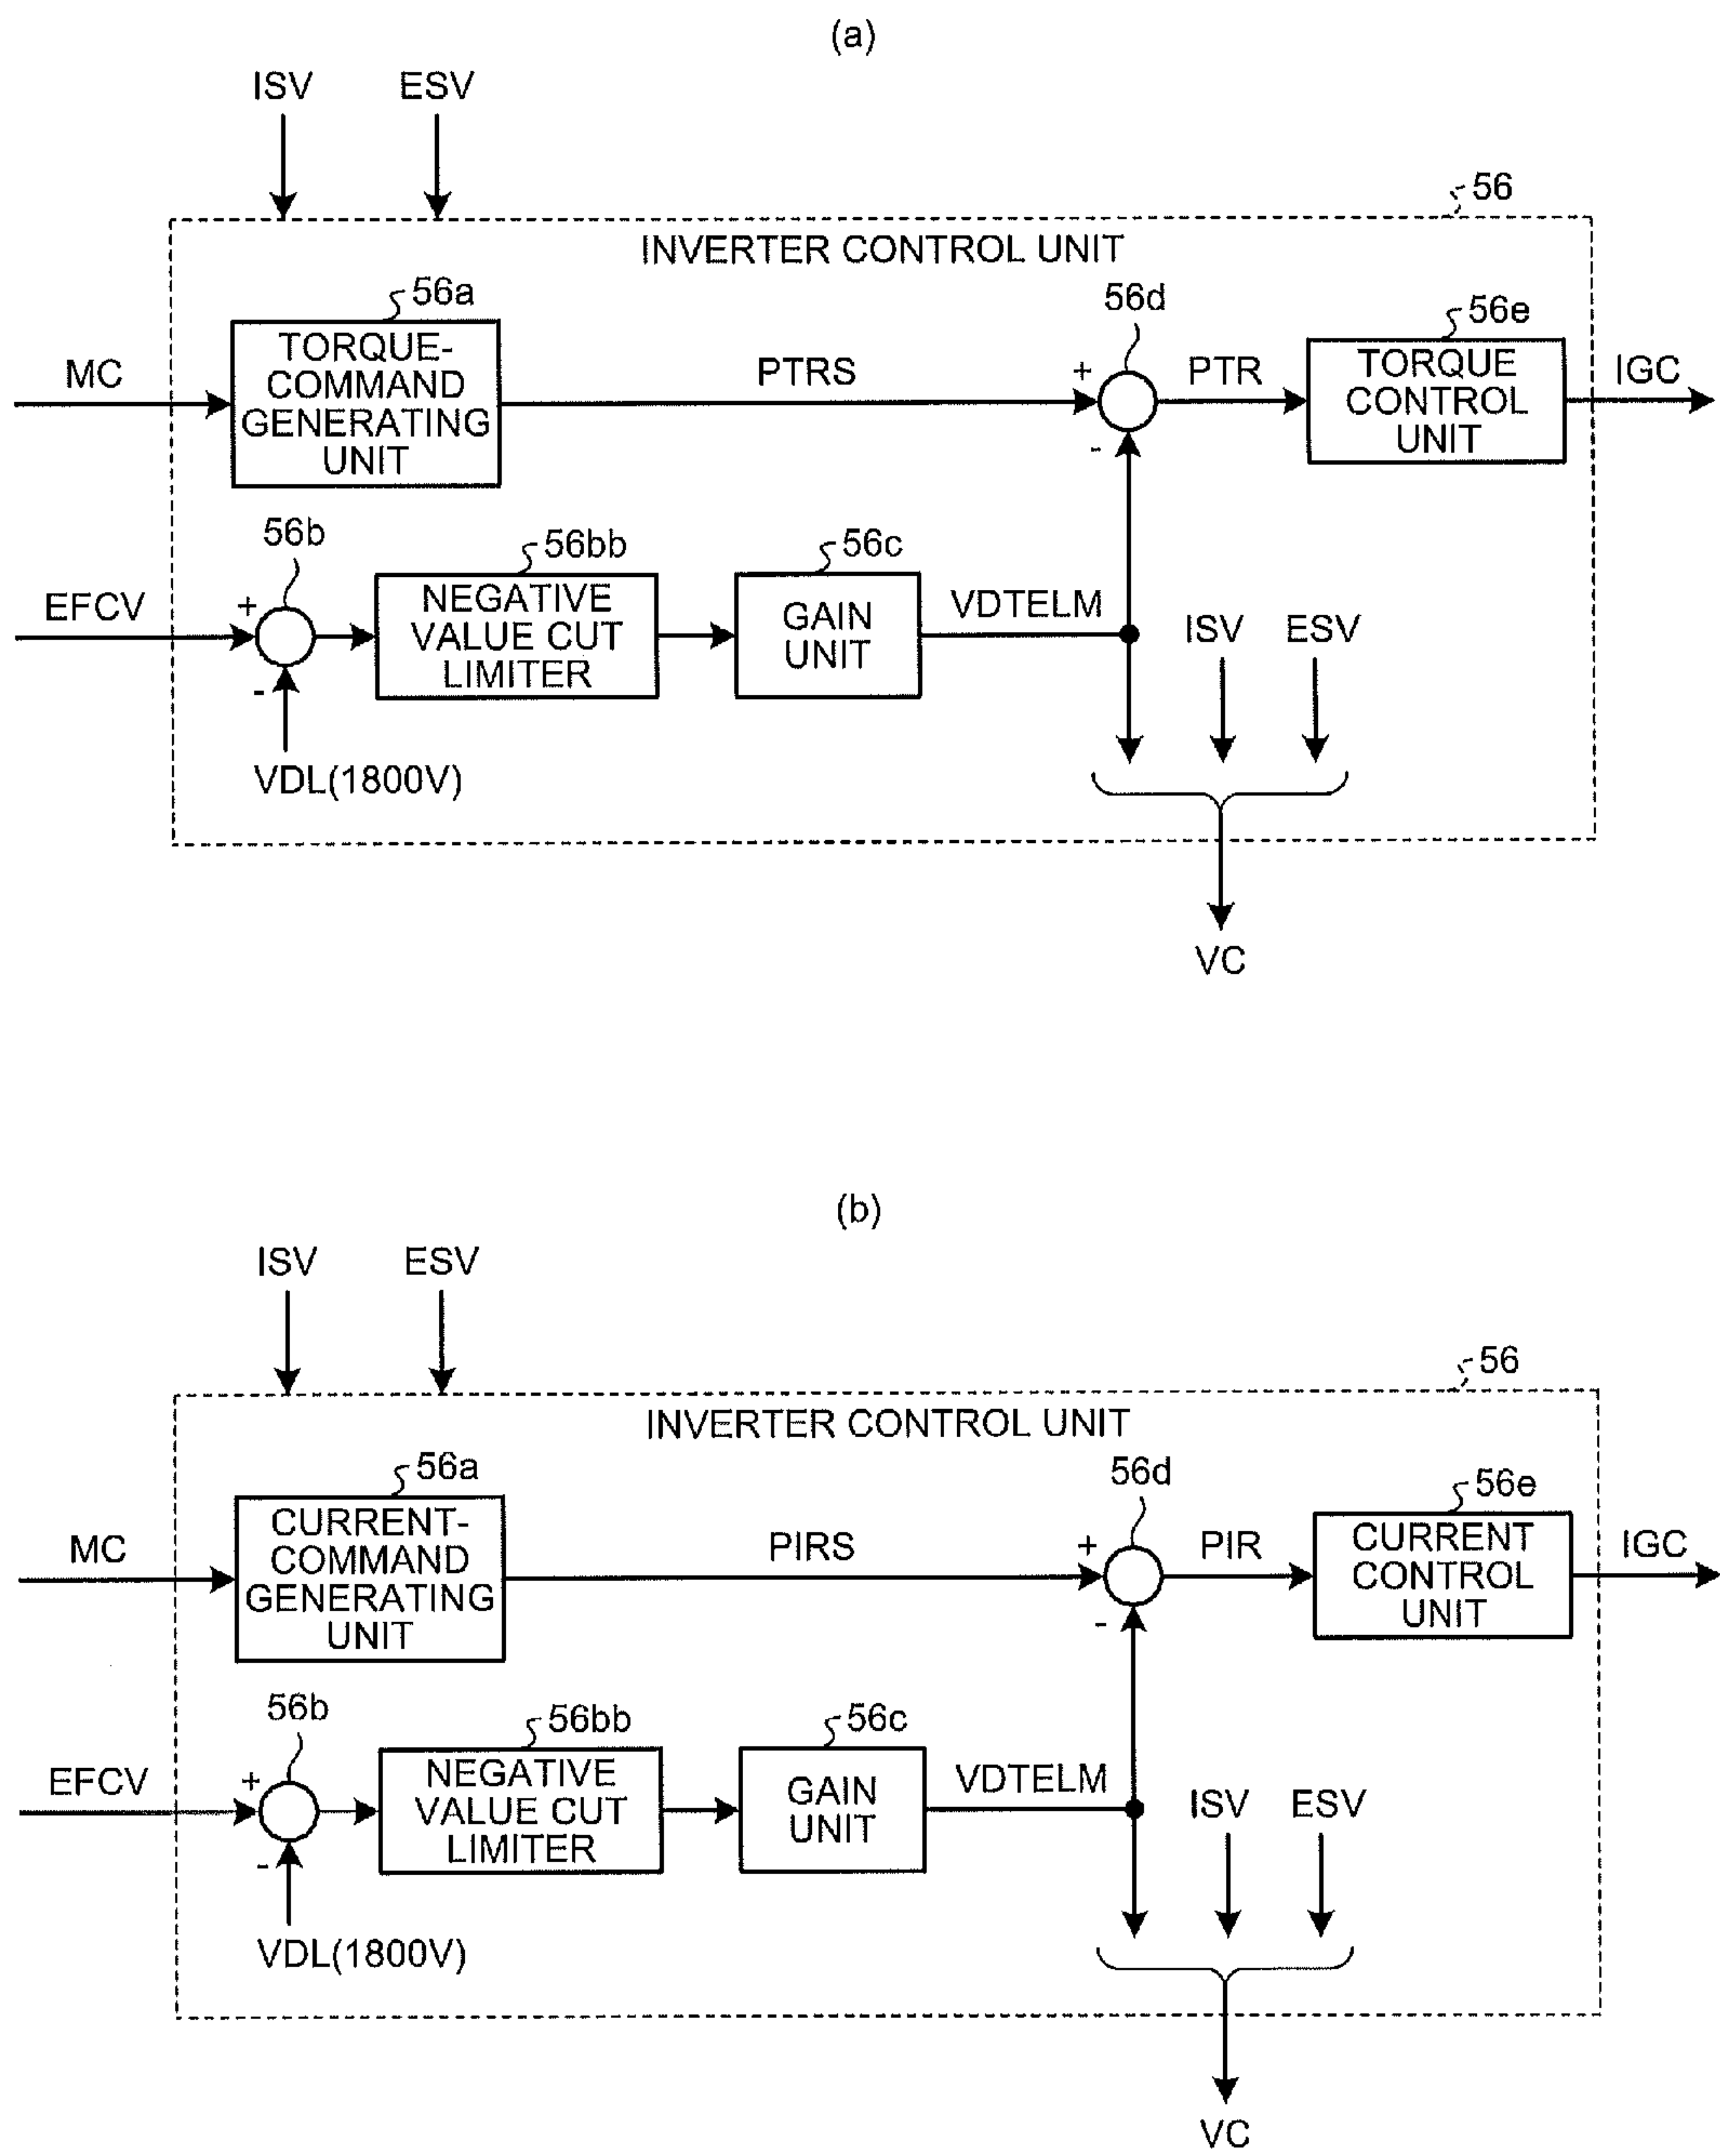 (a)
ISV
ESV
56
INVERTER CONTROL UNIT
56a
56d
56e
MC
TORQUE-
COMMAND
GENERATING
UNIT
PTRS
+
-
PTR
TORQUE
CONTROL
UNIT
IGC
56b
56bb
56c
EFCV
+
-
NEGATIVE
VALUE CUT
LIMITER
GAIN
UNIT
VDTELM
ISV
ESV
VDL(1800V)
VC
(b)
ISV
ESV
56
INVERTER CONTROL UNIT
56a
56d
56e
MC
CURRENT-
COMMAND
GENERATING
UNIT
PIRS
+
-
PIR
CURRENT
CONTROL
UNIT
IGC
56b
56bb
56c
EFCV
+
-
NEGATIVE
VALUE CUT
LIMITER
GAIN
UNIT
VDTELM
ISV
ESV
VDL(1800V)
VC